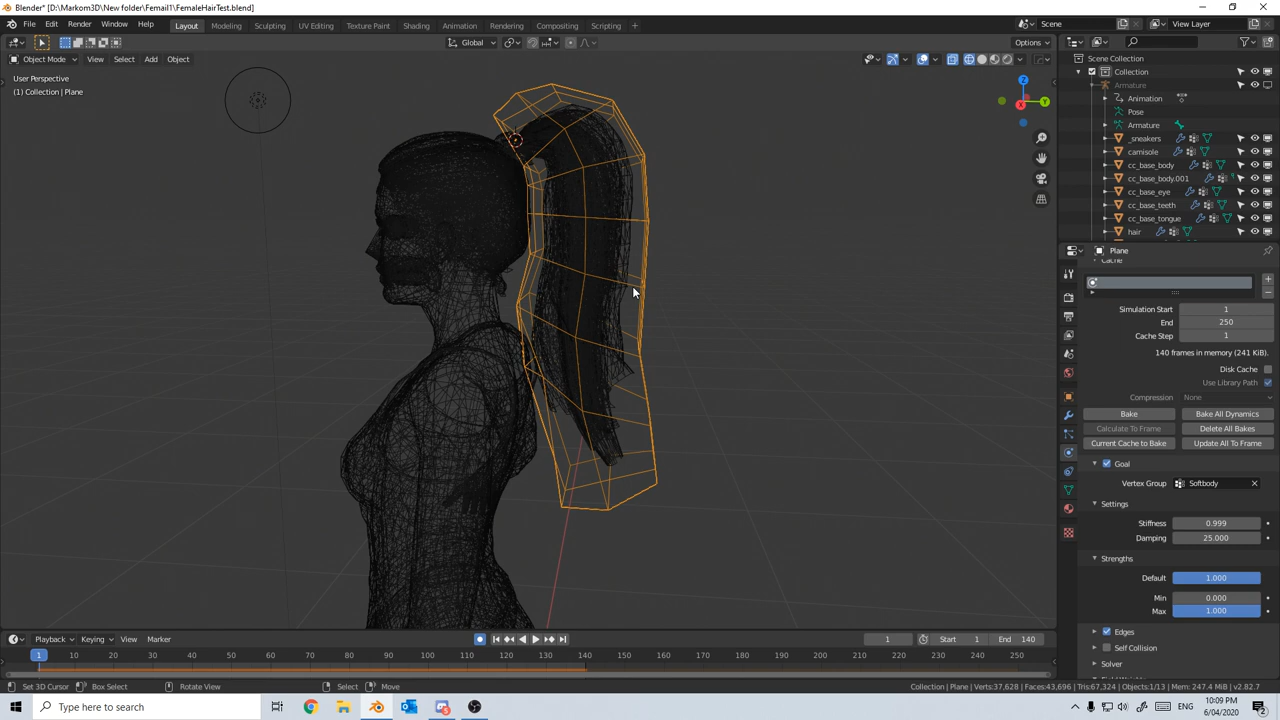 Blender* [D:\Markom3D\New folder\Femail1\FemaleHairTest.blend]
File Edit Render Window Help Layout Modeling Sculpting UV Editing Texture Paint Shading Animation Rendering Compositing Scripting + Scene View Layer
Global Options
Object Mode View Select Add Object
User Perspective
(1) Collection | Plane
Z
Y
X
Scene Collection
Collection
Armature
Animation
Pose
Armature
_sneakers
camisole
cc_base_body
cc_base_body.001
cc_base_eye
cc_base_teeth
cc_base_tongue
hair
Plane
Cache
Simulation Start 1
End 250
Cache Step 1
140 frames in memory (241 KiB).
Disk Cache
Use Library Path
Compression None
Bake Bake All Dynamics
Calculate To Frame Delete All Bakes
Current Cache to Bake Update All To Frame
Goal
Vertex Group Softbody
Settings
Stiffness 0.999
Damping 25.000
Strengths
Default 1.000
Min 0.000
Max 1.000
Edges
Self Collision
Solver
Playback Keying View Marker 1 Start 1 End 140
1 10 20 30 40 50 60 70 80 90 100 110 120 130 140 150 160 170 180 190 200 210 220 230 240 250
Set 3D Cursor Box Select Rotate View Select Move Collection | Plane | Verts:37,628 | Faces:43,696 | Tris:67,324 | Objects:1/13 | Mem: 247.4 MiB | v2.82.7
Type here to search ENG 10:09 PM
6/04/2020